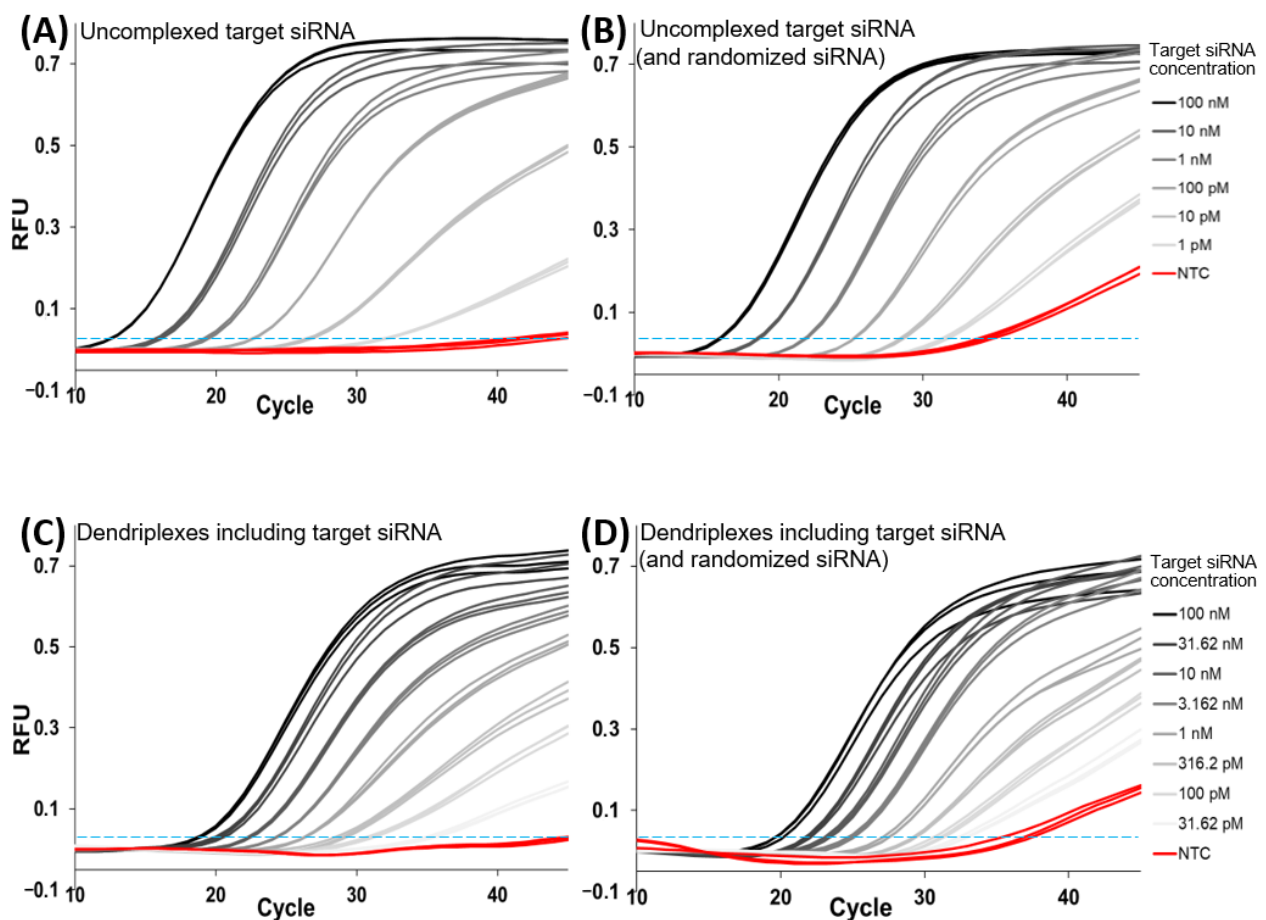 (A) Uncomplexed target siRNA
0.7
0.5
0.3
0.1
−0.1
RFU
10
20
30
40
Cycle
(B) Uncomplexed target siRNA
(and randomized siRNA)
0.7
0.5
0.3
0.1
−0.1
10
20
30
40
Cycle
Target siRNA
concentration
100 nM
10 nM
1 nM
100 pM
10 pM
1 pM
NTC
(C) Dendriplexes including target siRNA
0.7
0.5
0.3
0.1
−0.1
RFU
10
20
30
40
Cycle
(D) Dendriplexes including target siRNA
(and randomized siRNA)
0.7
0.5
0.3
0.1
−0.1
10
20
30
40
Cycle
Target siRNA
concentration
100 nM
31.62 nM
10 nM
3.162 nM
1 nM
316.2 pM
100 pM
31.62 pM
NTC